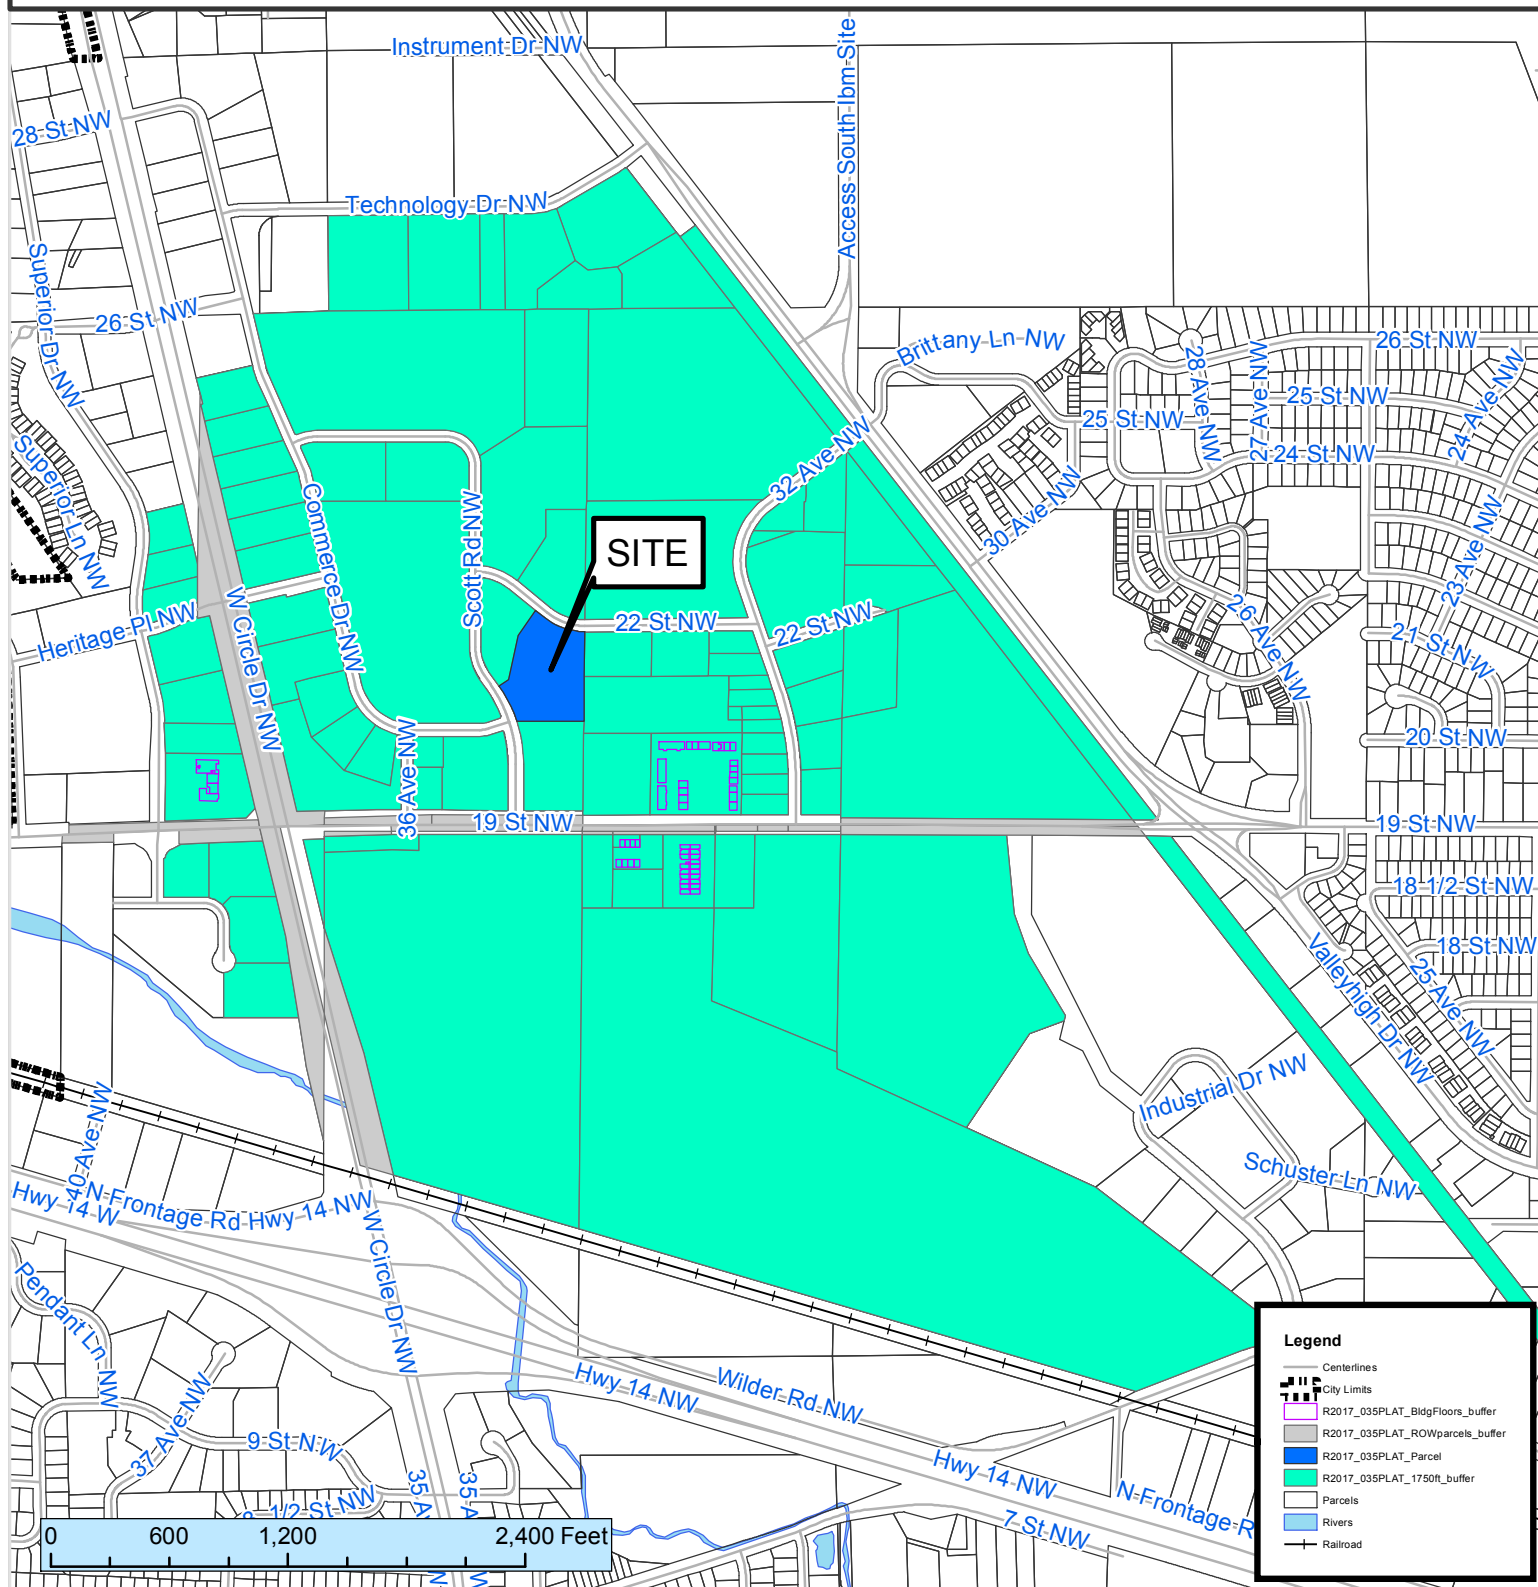 Instrument Dr NW
Access South Ibm Site
28 St NW
Technology Dr NW
Superior Dr NW
26 St NW
Brittany Ln NW
28 Ave NW
27 Ave NW
26 St NW
25 St NW
24 Ave NW
25 St NW
24 St NW
32 Ave NW
Superior Ln NW
Commerce Dr NW
Scott Rd NW
30 Ave NW
23 Ave NW
SITE
26 Ave NW
Heritage Pl NW
W Circle Dr NW
22 St NW
22 St NW
21 St NW
20 St NW
36 Ave NW
19 St NW
19 St NW
18 1/2 St NW
18 St NW
Valleyhigh Dr NW
25 Ave NW
Industrial Dr NW
Schuster Ln NW
40 Ave NW
N Frontage Rd Hwy 14 NW
Hwy 14 W
W Circle Dr NW
Pendant Ln NW
37 Ave NW
9 St NW
1/2 St NW
35 A
35 A
W
W
Hwy 14 NW
Wilder Rd NW
Hwy 14 NW
N Frontage R
7 St NW
0 600 1,200 2,400 Feet
Legend
Centerlines
City Limits
R2017_035PLAT_BldgFloors_buffer
R2017_035PLAT_ROWparcels_buffer
R2017_035PLAT_Parcel
R2017_035PLAT_1750ft_buffer
Parcels
Rivers
Railroad